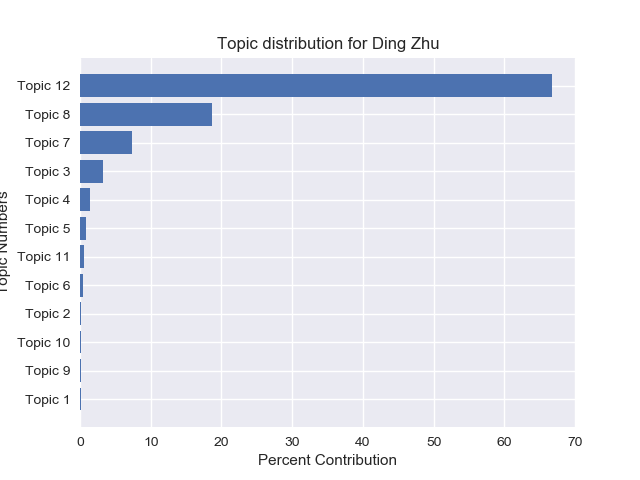 Topic distribution for Ding Zhu
Topic 12
Topic 8
Topic 7
Topic 3
Topic 4
Topic 5
Topic 11
Topic 6
Topic 2
Topic 10
Topic 9
Topic 1
Topic Numbers
0 10 20 30 40 50 60 70
Percent Contribution